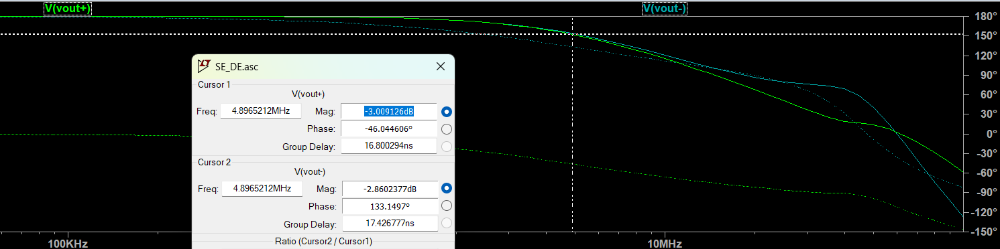 V(vout+) V(vout-)
180°
150°
120°
90°
60°
30°
0°
-30°
-60°
-90°
-120°
-150°
SE_DE.asc
Cursor 1
V(vout+)
Freq: 4.8965212MHz Mag: -3.009126dB
Phase: -46.044606º
Group Delay: 16.800294ns
Cursor 2
V(vout-)
Freq: 4.8965212MHz Mag: -2.8602377dB
Phase: 133.1497º
Group Delay: 17.426777ns
Ratio (Cursor2 / Cursor1)
100KHz 10MHz